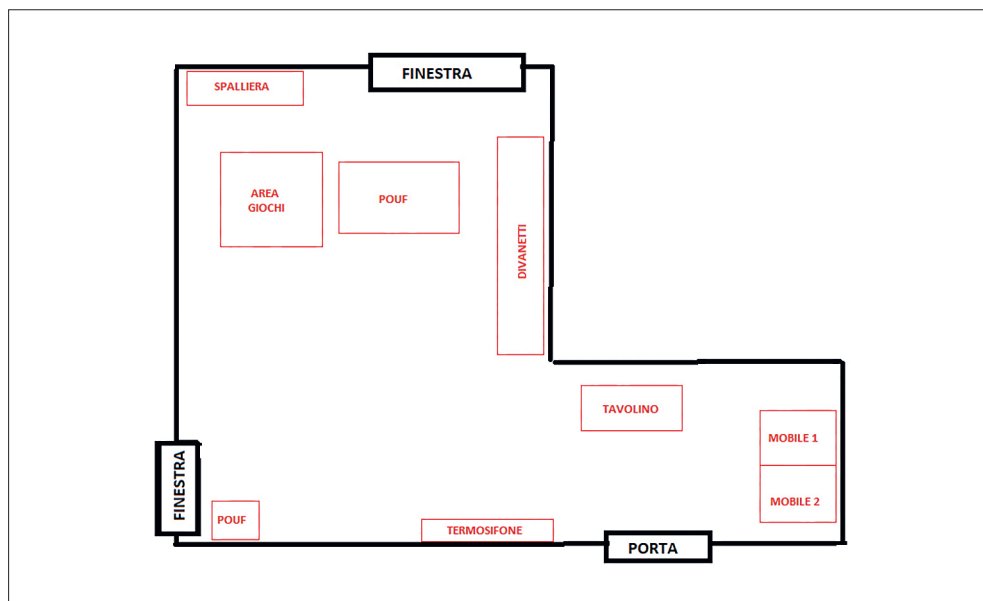 FINESTRA
SPALLIERA
AREA
GIOCHI
POUF
DIVANETTI
TAVOLINO
MOBILE 1
MOBILE 2
FINESTRA
POUF
TERMOSIFONE
PORTA